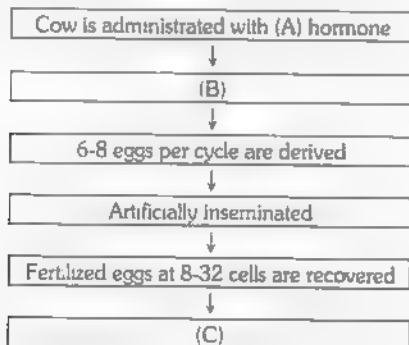 Cow is administrated with (A) hormone
(B)
6-8 eggs per cycle are derived
Artificially inseminated
Fertilized eggs at 8-32 cells are recovered
(C)